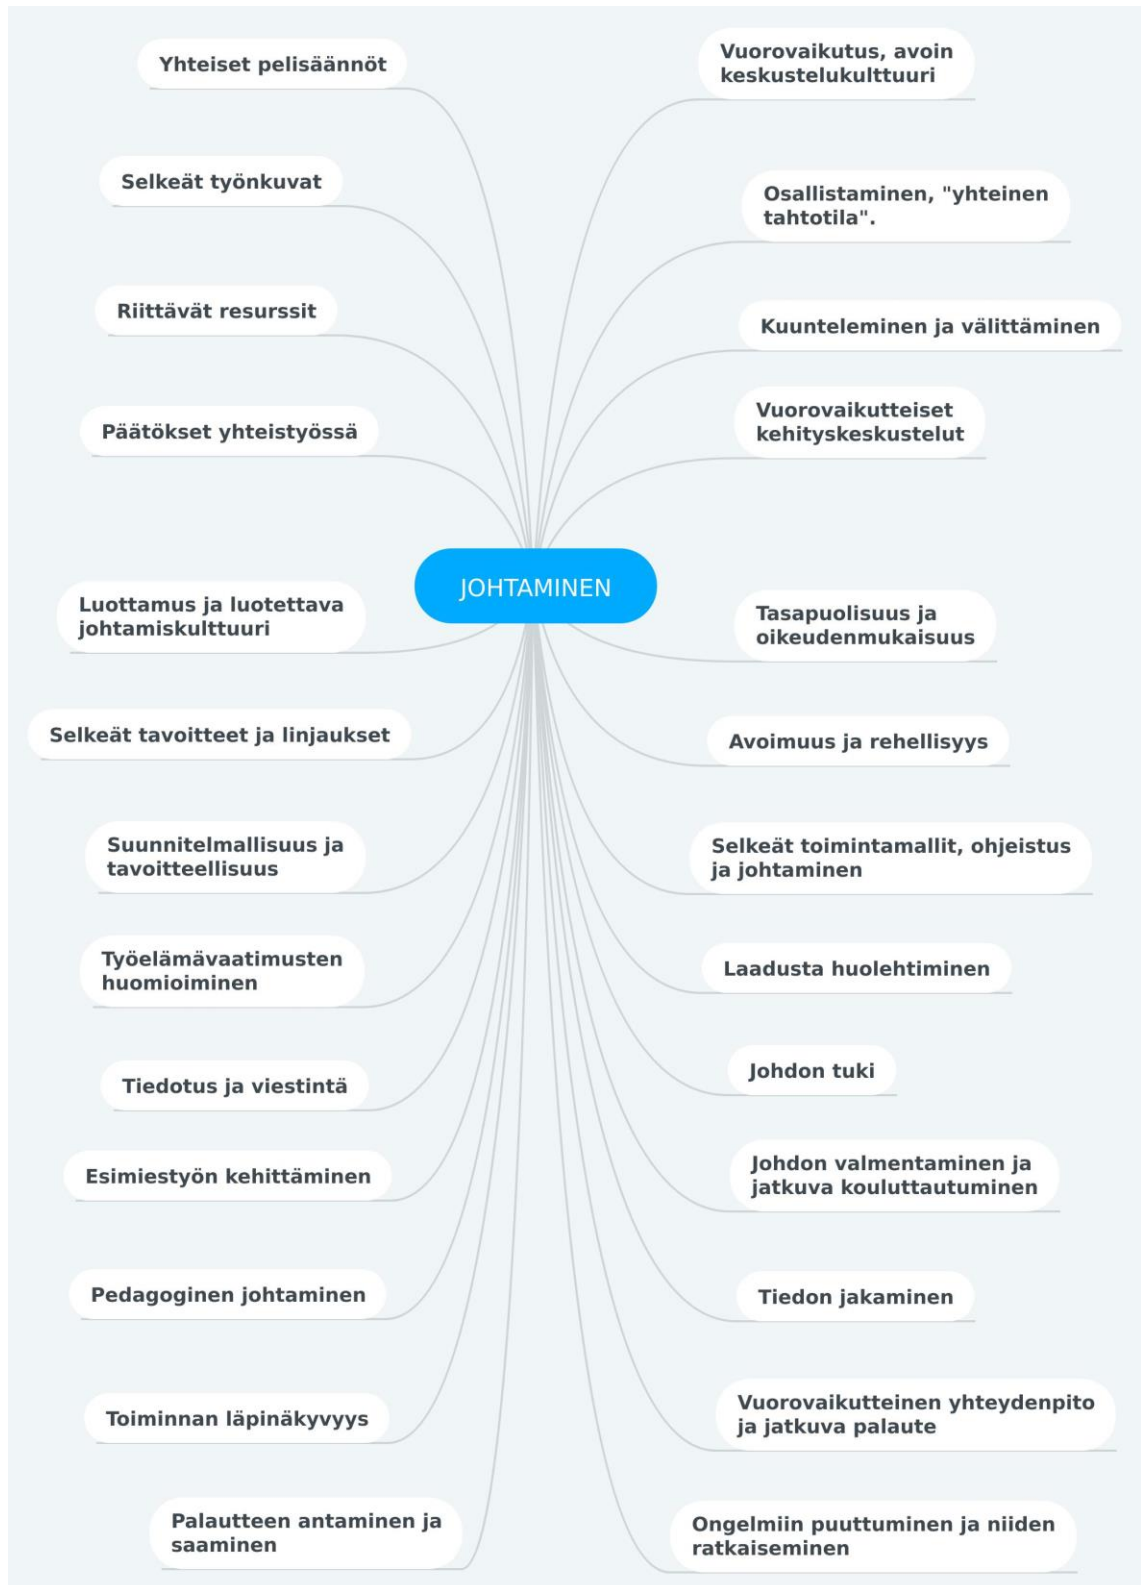 Yhteiset pelisäännöt
Selkeät työnkuvat
Riittävät resurssit
Päätökset yhteistyössä
Luottamus ja luotettava
johtamiskulttuuri
Selkeät tavoitteet ja linjaukset
Suunnitelmallisuus ja
tavoitteellisuus
Työelämävaatimusten
huomioiminen
Tiedotus ja viestintä
Esimiestyön kehittäminen
Pedagoginen johtaminen
Toiminnan läpinäkyvyys
Palautteen antaminen ja
saaminen
JOHTAMINEN
Vuorovaikutus, avoin
keskustelukulttuuri
Osallistaminen, "yhteinen
tahtotila".
Kuunteleminen ja välittäminen
Vuorovaikutteiset
kehityskeskustelut
Tasapuolisuus ja
oikeudenmukaisuus
Avoimuus ja rehellisyys
Selkeät toimintamallit, ohjeistus
ja johtaminen
Laadusta huolehtiminen
Johdon tuki
Johdon valmentaminen ja
jatkuva kouluttautuminen
Tiedon jakaminen
Vuorovaikutteinen yhteydenpito
ja jatkuva palaute
Ongelmiin puuttuminen ja niiden
ratkaiseminen